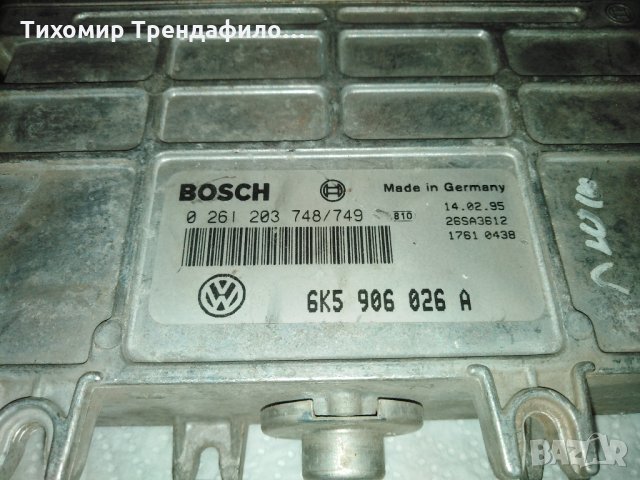 Тихомир Трендафило...
BOSCH
Made in Germany
0 261 203 748/749 810
14.02.95
26SA3612
1761 0438
6K5 906 026 A
BAZAR